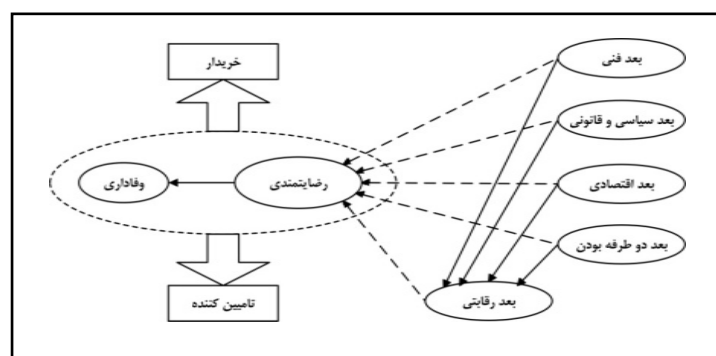 خریدار
بعد فنی
بعد سیاسی و قانونی
وفاداری
رضایتمندی
بعد اقتصادی
بعد دو طرفه بودن
تامیین کننده
بعد رقابتی